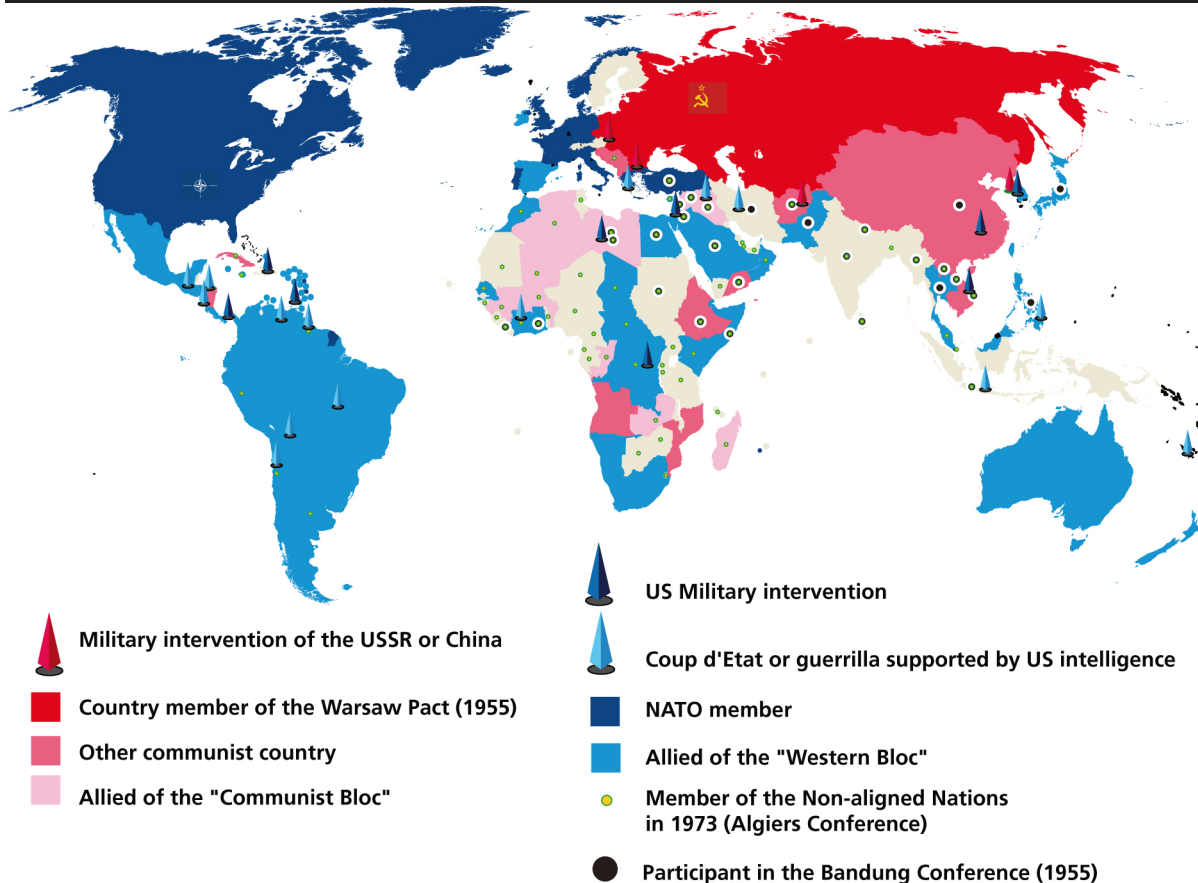 Military intervention of the USSR or China
Country member of the Warsaw Pact (1955)
Other communist country
Allied of the "Communist Bloc"
US Military intervention
Coup d'Etat or guerrilla supported by US intelligence
NATO member
Allied of the "Western Bloc"
Member of the Non-aligned Nations
in 1973 (Algiers Conference)
Participant in the Bandung Conference (1955)